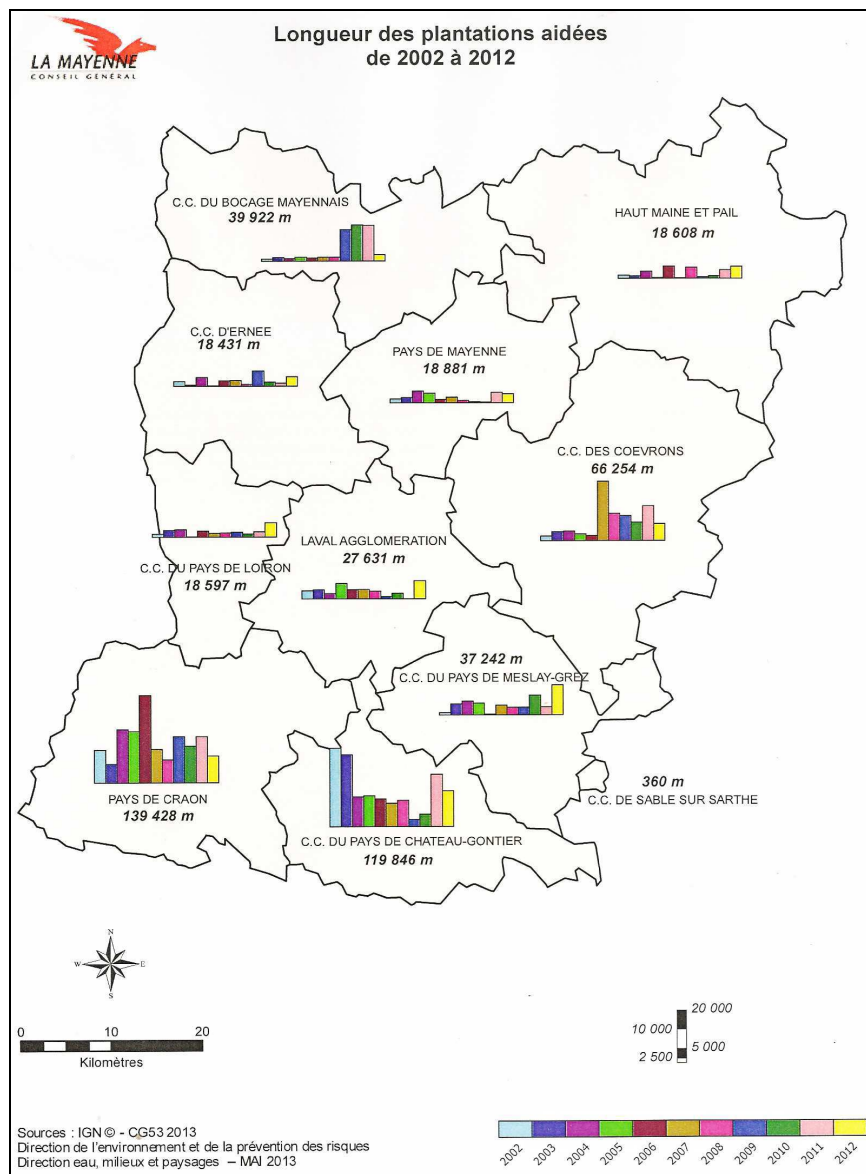 LA MAYENNE
CONSEIL GÉNÉRAL
Longueur des plantations aidées
de 2002 à 2012
C.C. DU BOCAGE MAYENNAIS
39 922 m
HAUT MAINE ET PAIL
18 608 m
C.C. D'ERNEE
18 431 m
PAYS DE MAYENNE
18 881 m
C.C. DES COEVRONS
66 254 m
LAVAL AGGLOMERATION
27 631 m
C.C. DU PAYS DE LOIRON
18 597 m
37 242 m
C.C. DU PAYS DE MESLAY-GREZ
360 m
C.C. DE SABLE SUR SARTHE
PAYS DE CRAON
139 428 m
C.C. DU PAYS DE CHATEAU-GONTIER
119 846 m
N
W E
S
0 10 20
Kilomètres
20 000
10 000
5 000
2 500
Sources : IGN © - CG53 2013
Direction de l'environnement et de la prévention des risques
Direction eau, milieux et paysages – MAI 2013
2002 2003 2004 2005 2006 2007 2008 2009 2010 2011 2012